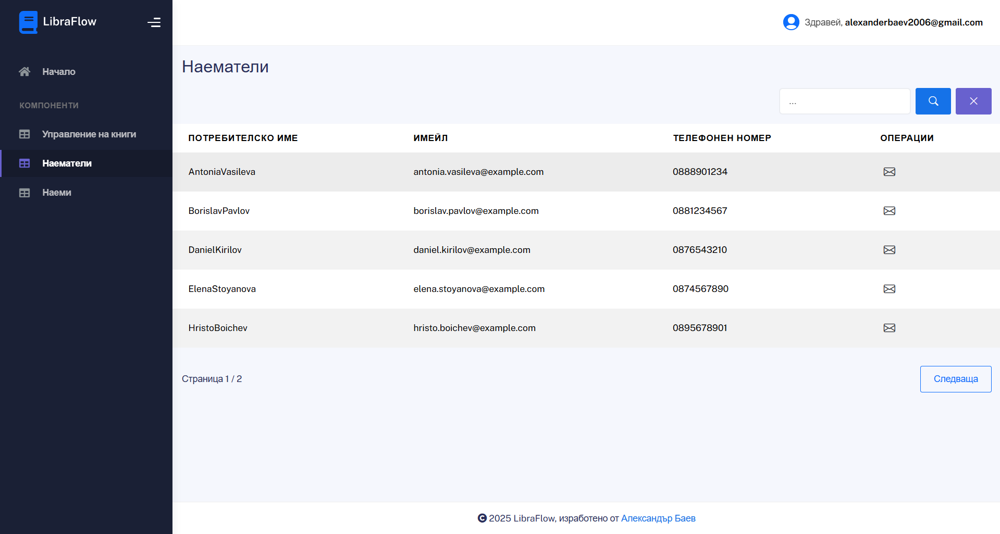 LibraFlow
Здравей, alexanderbaev2006@gmail.com
Начало
КОМПОНЕНТИ
Управление на книги
Наематели
Наеми
Наематели
...
ПОТРЕБИТЕЛСКО ИМЕ ИМЕЙЛ ТЕЛЕФОНЕН НОМЕР ОПЕРАЦИИ
AntoniaVasileva antonia.vasileva@example.com 0888901234
BorislavPavlov borislav.pavlov@example.com 0881234567
DanielKirilov daniel.kirilov@example.com 0876543210
ElenaStoyanova elena.stoyanova@example.com 0874567890
HristoBoichev hristo.boichev@example.com 0895678901
Страница 1 / 2
Следваща
© 2025 LibraFlow, изработено от Александър Баев